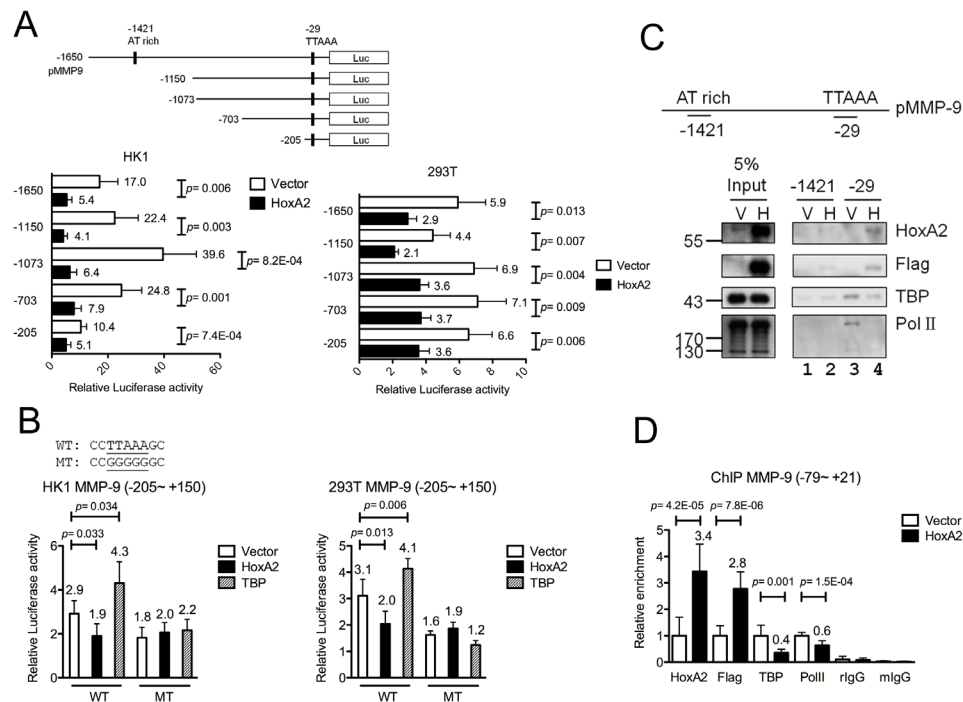 A
-1421
AT rich
-29
TTAAA
-1650
pMMP9
Luc
-1150
Luc
-1073
Luc
-703
Luc
-205
Luc
HK1
-1650
17.0
5.4
p= 0.006
-1150
22.4
4.1
p= 0.003
-1073
39.6
6.4
p= 8.2E-04
-703
24.8
7.9
p= 0.001
-205
10.4
5.1
p= 7.4E-04
0 20 40 60
Relative Luciferase activity
Vector
HoxA2
293T
-1650
5.9
2.9
p= 0.013
-1150
4.4
2.1
p= 0.007
-1073
6.9
3.6
p= 0.004
-703
7.1
3.7
p= 0.009
-205
6.6
3.6
p= 0.006
0 2 4 6 8 10
Relative Luciferase activity
Vector
HoxA2
B
WT: CCTTAAAGC
MT: CCGGGGGGC
HK1 MMP-9 (-205~ +150)
p= 0.034
p= 0.033
Relative Luciferase activity
6
5
4
3
2
1
0
2.9 1.9 4.3 1.8 2.0 2.2
WT MT
Vector
HoxA2
TBP
293T MMP-9 (-205~ +150)
p= 0.006
p= 0.013
Relative Luciferase activity
5
4
3
2
1
0
3.1 2.0 4.1 1.6 1.9 1.2
WT MT
Vector
HoxA2
TBP
C
AT rich TTAAA
pMMP-9
-1421 -29
5%
Input -1421 -29
V H V H V H
55 HoxA2
Flag
43 TBP
Pol II
170
130
1 2 3 4
D
ChIP MMP-9 (-79~ +21)
p= 4.2E-05 p= 7.8E-06
p= 0.001 p= 1.5E-04
Relative enrichment
5
4
3
2
1
0
3.4 2.8 0.4 0.6
HoxA2 Flag TBP PolII rIgG mIgG
Vector
HoxA2